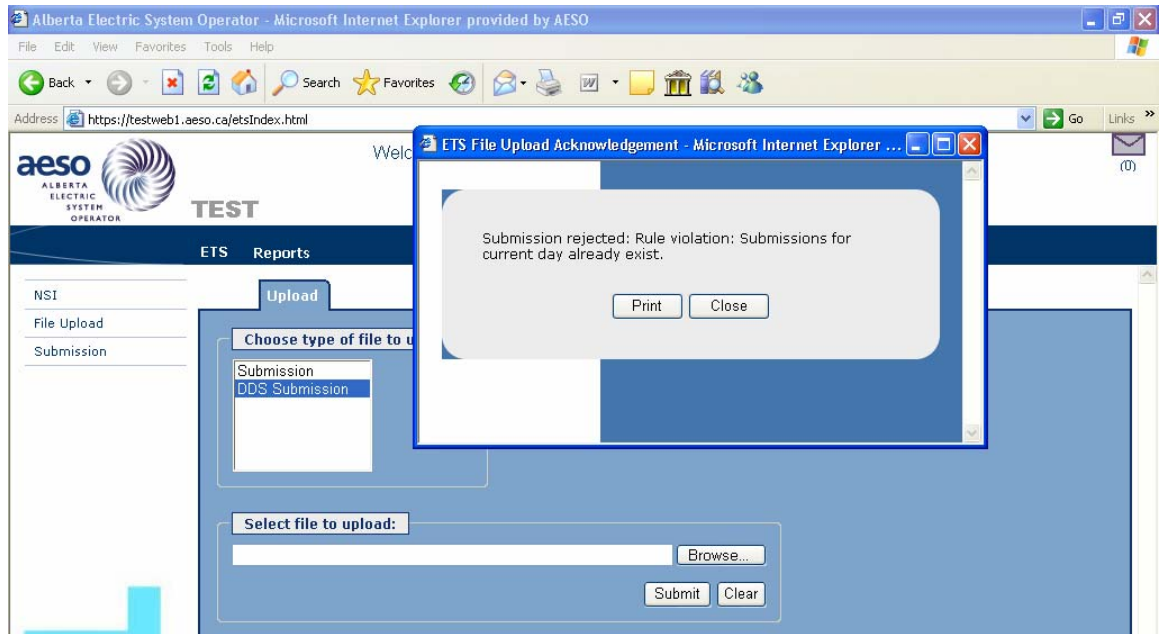 Alberta Electric System Operator - Microsoft Internet Explorer provided by AESO
File Edit View Favorites Tools Help
Back Search Favorites
Address https://testweb1.aeso.ca/etsIndex.html Go Links »
aeso
ALBERTA
ELECTRIC
SYSTEM
OPERATOR
TEST
Welc
(0)
ETS Reports
NSI
File Upload
Submission
Upload
Choose type of file to u
Submission
DDS Submission
Select file to upload:
Browse...
Submit Clear
ETS File Upload Acknowledgement - Microsoft Internet Explorer ...
Submission rejected: Rule violation: Submissions for
current day already exist.
Print Close